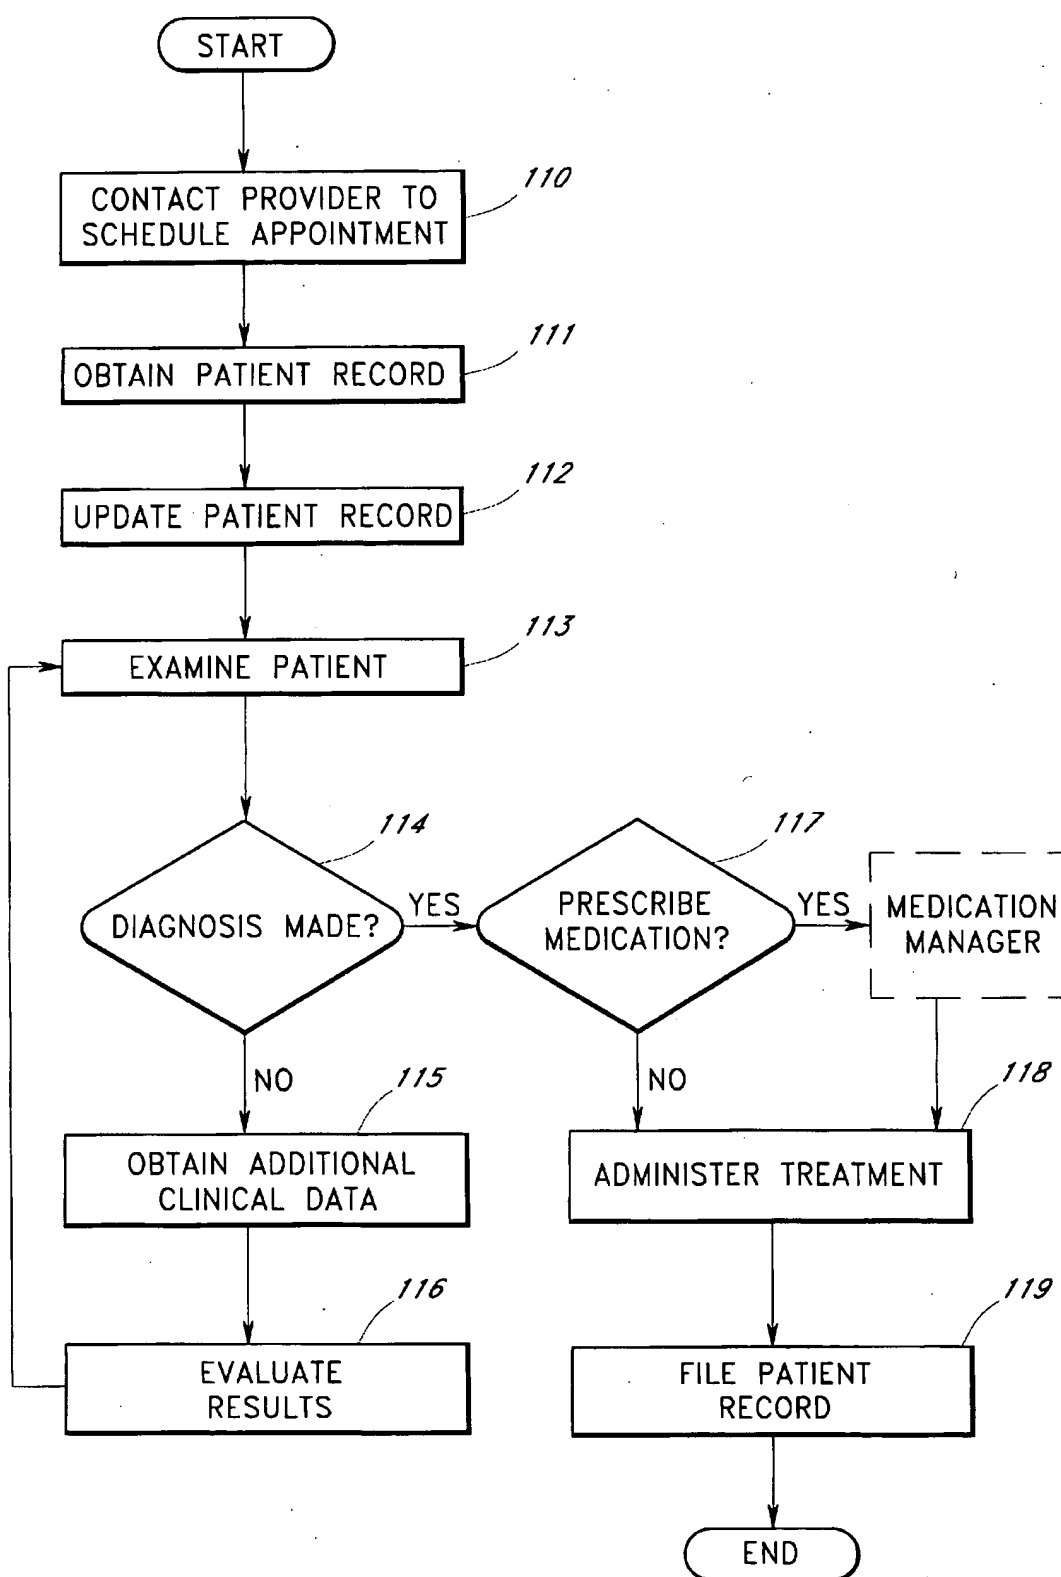 START
110
CONTACT PROVIDER TO
SCHEDULE APPOINTMENT
111
OBTAIN PATIENT RECORD
112
UPDATE PATIENT RECORD
113
EXAMINE PATIENT
114
DIAGNOSIS MADE?
YES
117
PRESCRIBE
MEDICATION?
YES
MEDICATION
MANAGER
NO
115
OBTAIN ADDITIONAL
CLINICAL DATA
116
EVALUATE
RESULTS
NO
118
ADMINISTER TREATMENT
119
FILE PATIENT
RECORD
END